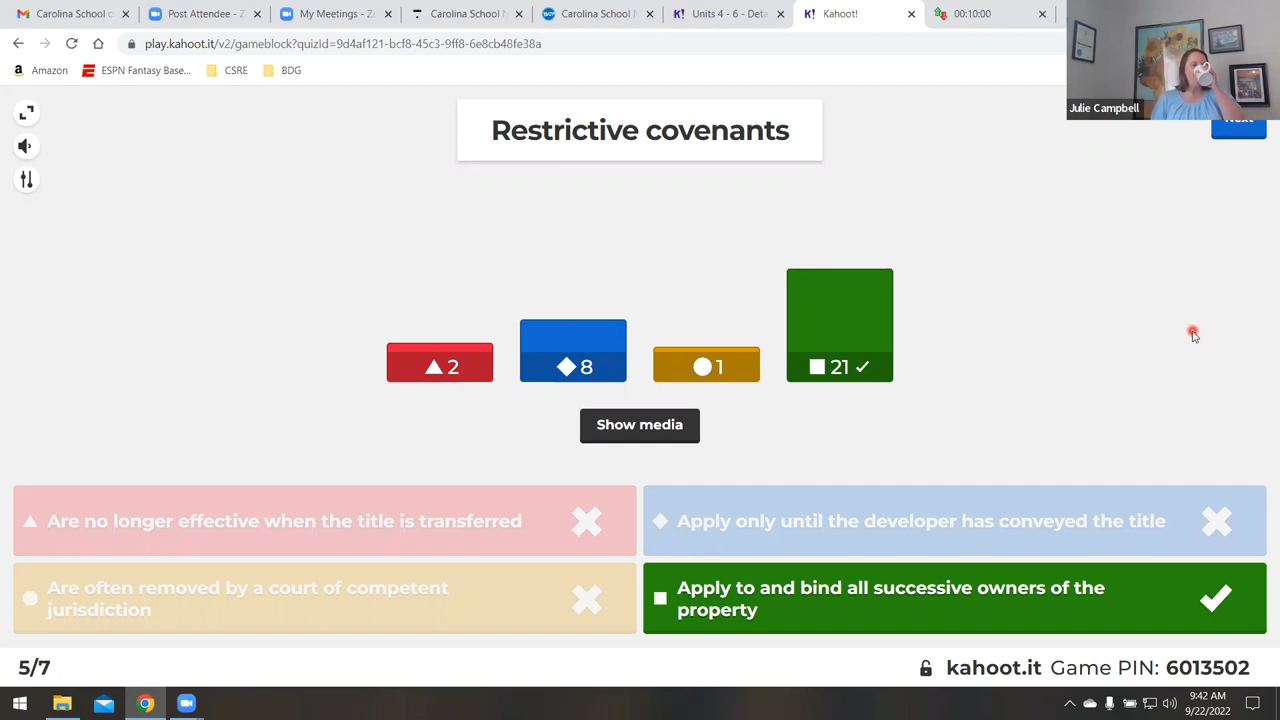 Carolina School c
Post Attendee - Z
My Meetings - Zo
Carolina School N
Carolina School N
K! Units 4 - 6 - Deta
K! Kahoot!
00:10:00
play.kahoot.it/v2/gameblock?quizId=9d4af121-bcf8-45c3-9ff8-6e8cb48fe38a
Amazon
ESPN Fantasy Base...
CSRE
BDG
Julie Campbell
Next
Restrictive covenants
2
8
1
21
Show media
Are no longer effective when the title is transferred
Apply only until the developer has conveyed the title
Are often removed by a court of competent
jurisdiction
Apply to and bind all successive owners of the
property
5/7
kahoot.it Game PIN: 6013502
9:42 AM
9/22/2022